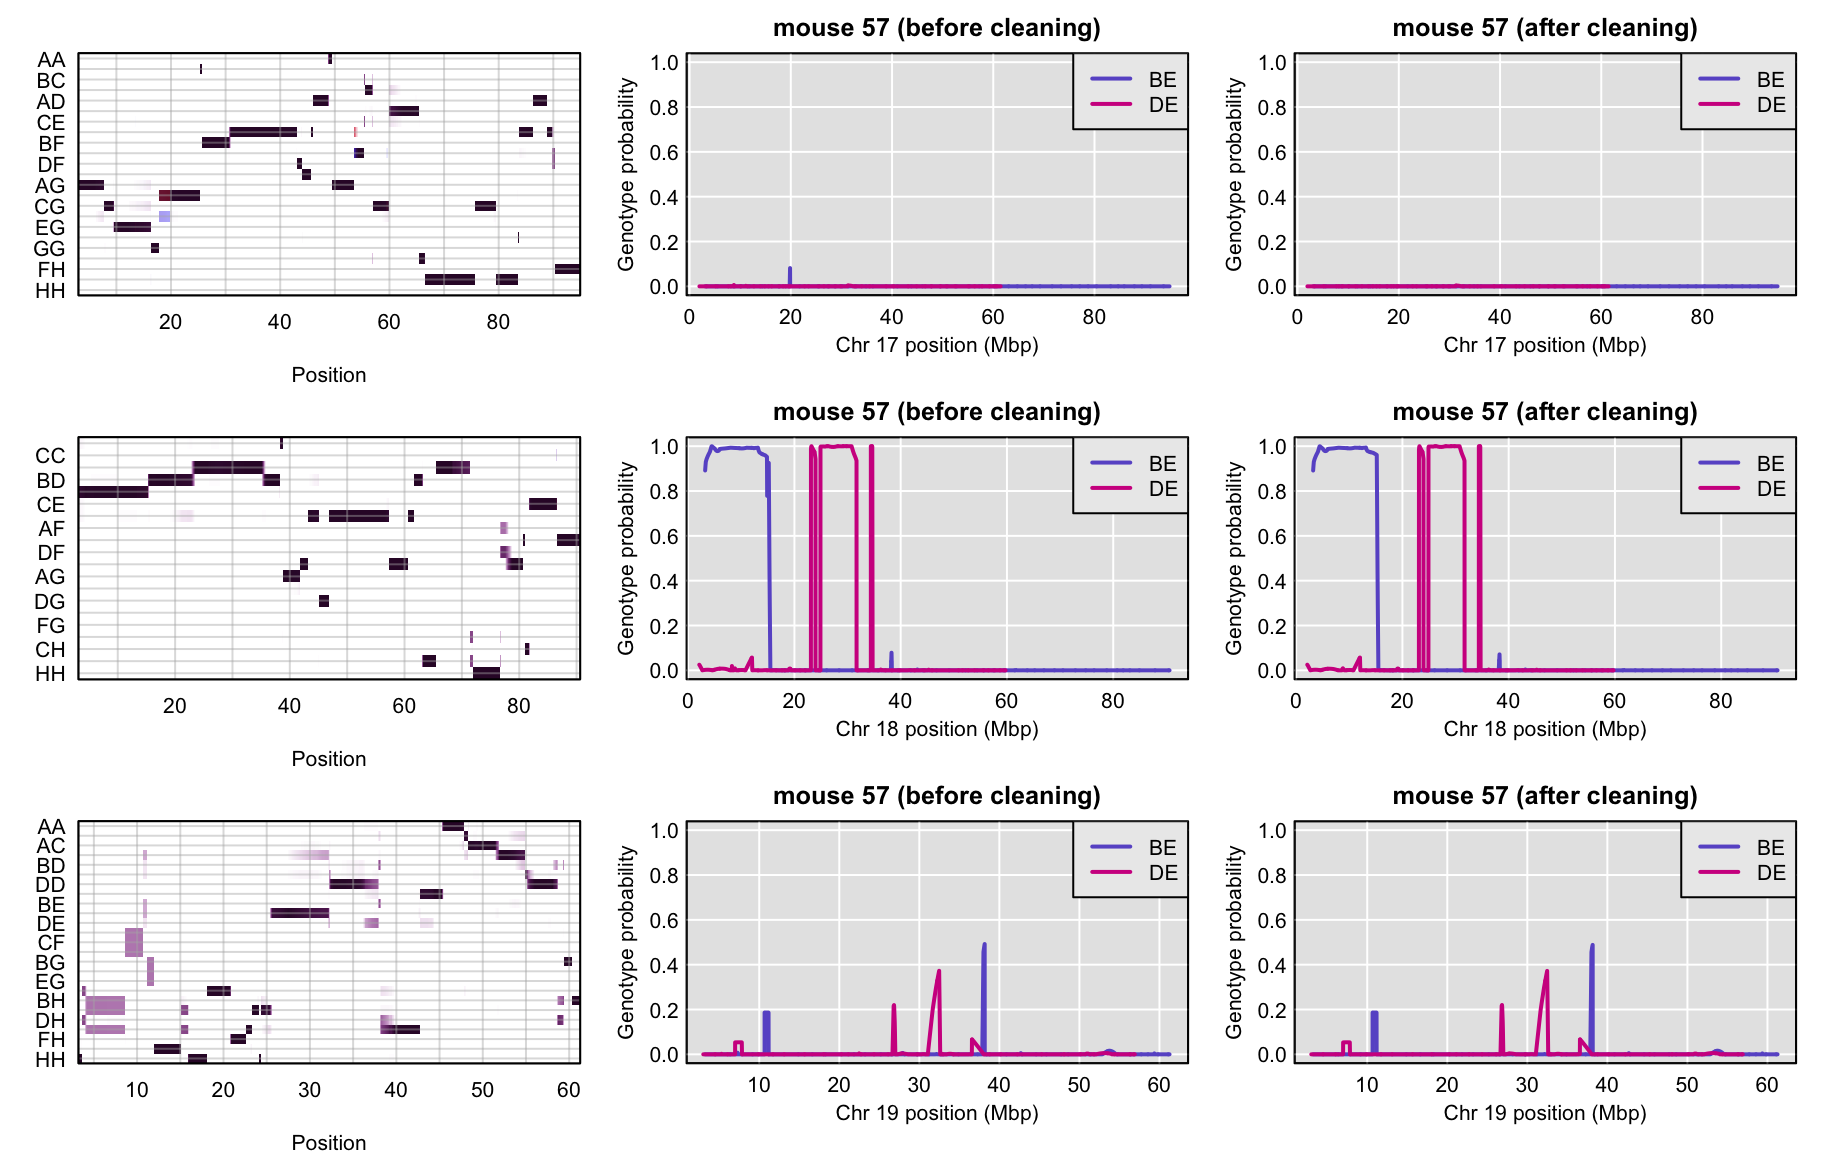 AA
BC
AD
CE
BF
DF
AG
CG
EG
GG
FH
HH
20 40 60 80
Position
mouse 57 (before cleaning)
Genotype probability
1.0
0.8
0.6
0.4
0.2
0.0
BE
DE
0 20 40 60 80
Chr 17 position (Mbp)
mouse 57 (after cleaning)
Genotype probability
1.0
0.8
0.6
0.4
0.2
0.0
BE
DE
0 20 40 60 80
Chr 17 position (Mbp)
CC
BD
CE
AF
DF
AG
DG
FG
CH
HH
20 40 60 80
Position
mouse 57 (before cleaning)
Genotype probability
1.0
0.8
0.6
0.4
0.2
0.0
BE
DE
0 20 40 60 80
Chr 18 position (Mbp)
mouse 57 (after cleaning)
Genotype probability
1.0
0.8
0.6
0.4
0.2
0.0
BE
DE
0 20 40 60 80
Chr 18 position (Mbp)
AA
AC
BD
DD
BE
DE
CF
BG
EG
BH
DH
FH
HH
10 20 30 40 50 60
Position
mouse 57 (before cleaning)
Genotype probability
1.0
0.8
0.6
0.4
0.2
0.0
BE
DE
10 20 30 40 50 60
Chr 19 position (Mbp)
mouse 57 (after cleaning)
Genotype probability
1.0
0.8
0.6
0.4
0.2
0.0
BE
DE
10 20 30 40 50 60
Chr 19 position (Mbp)